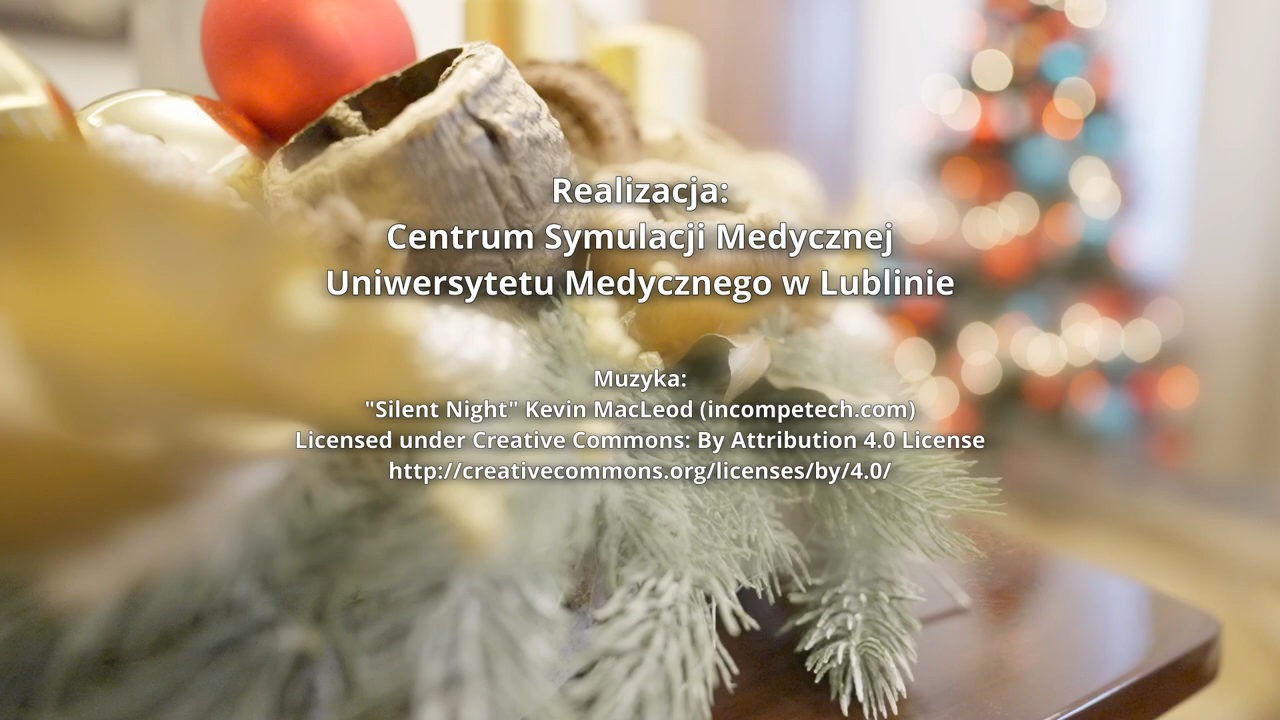 Realizacja:
Centrum Symulacji Medycznej
Uniwersytetu Medycznego w Lublinie
Muzyka:
"Silent Night" Kevin MacLeod (incompetech.com)
Licensed under Creative Commons: By Attribution 4.0 License
http://creativecommons.org/licenses/by/4.0/